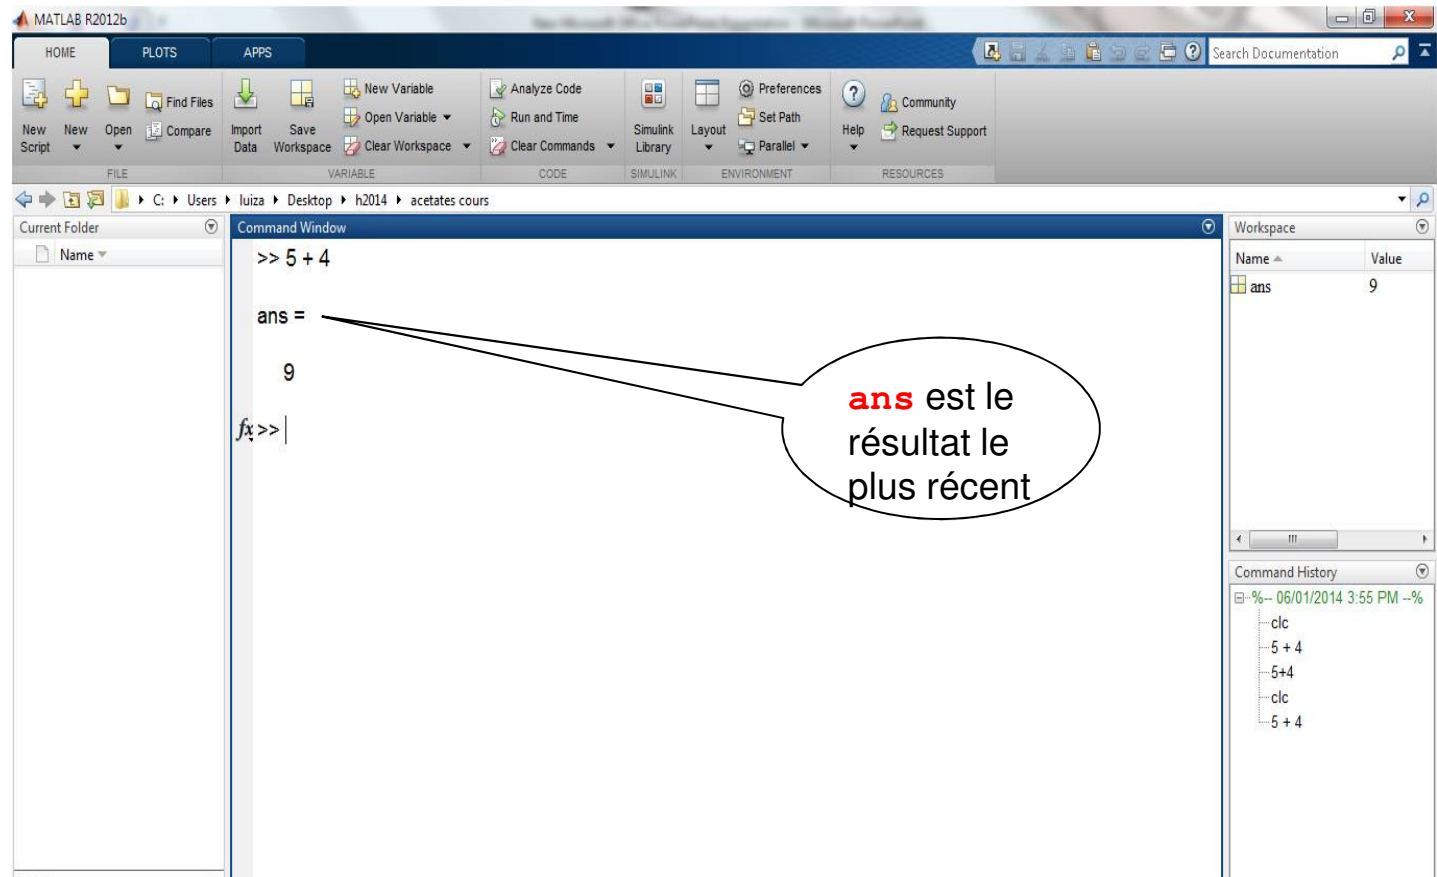 MATLAB R2012b
HOME PLOTS APPS
Search Documentation
New Script
New
Open
Find Files
Compare
FILE
Import Data
Save Workspace
New Variable
Open Variable
Clear Workspace
VARIABLE
Analyze Code
Run and Time
Clear Commands
CODE
Simulink Library
SIMULINK
Layout
Preferences
Set Path
Parallel
ENVIRONMENT
Help
Community
Request Support
RESOURCES
C: Users luiza Desktop h2014 acetates cours
Current Folder
Name
Command Window
>> 5 + 4
ans =
9
fx >>
ans est le
résultat le
plus récent
Workspace
Name Value
ans 9
Command History
%-- 06/01/2014 3:55 PM --%
clc
5 + 4
5+4
clc
5 + 4